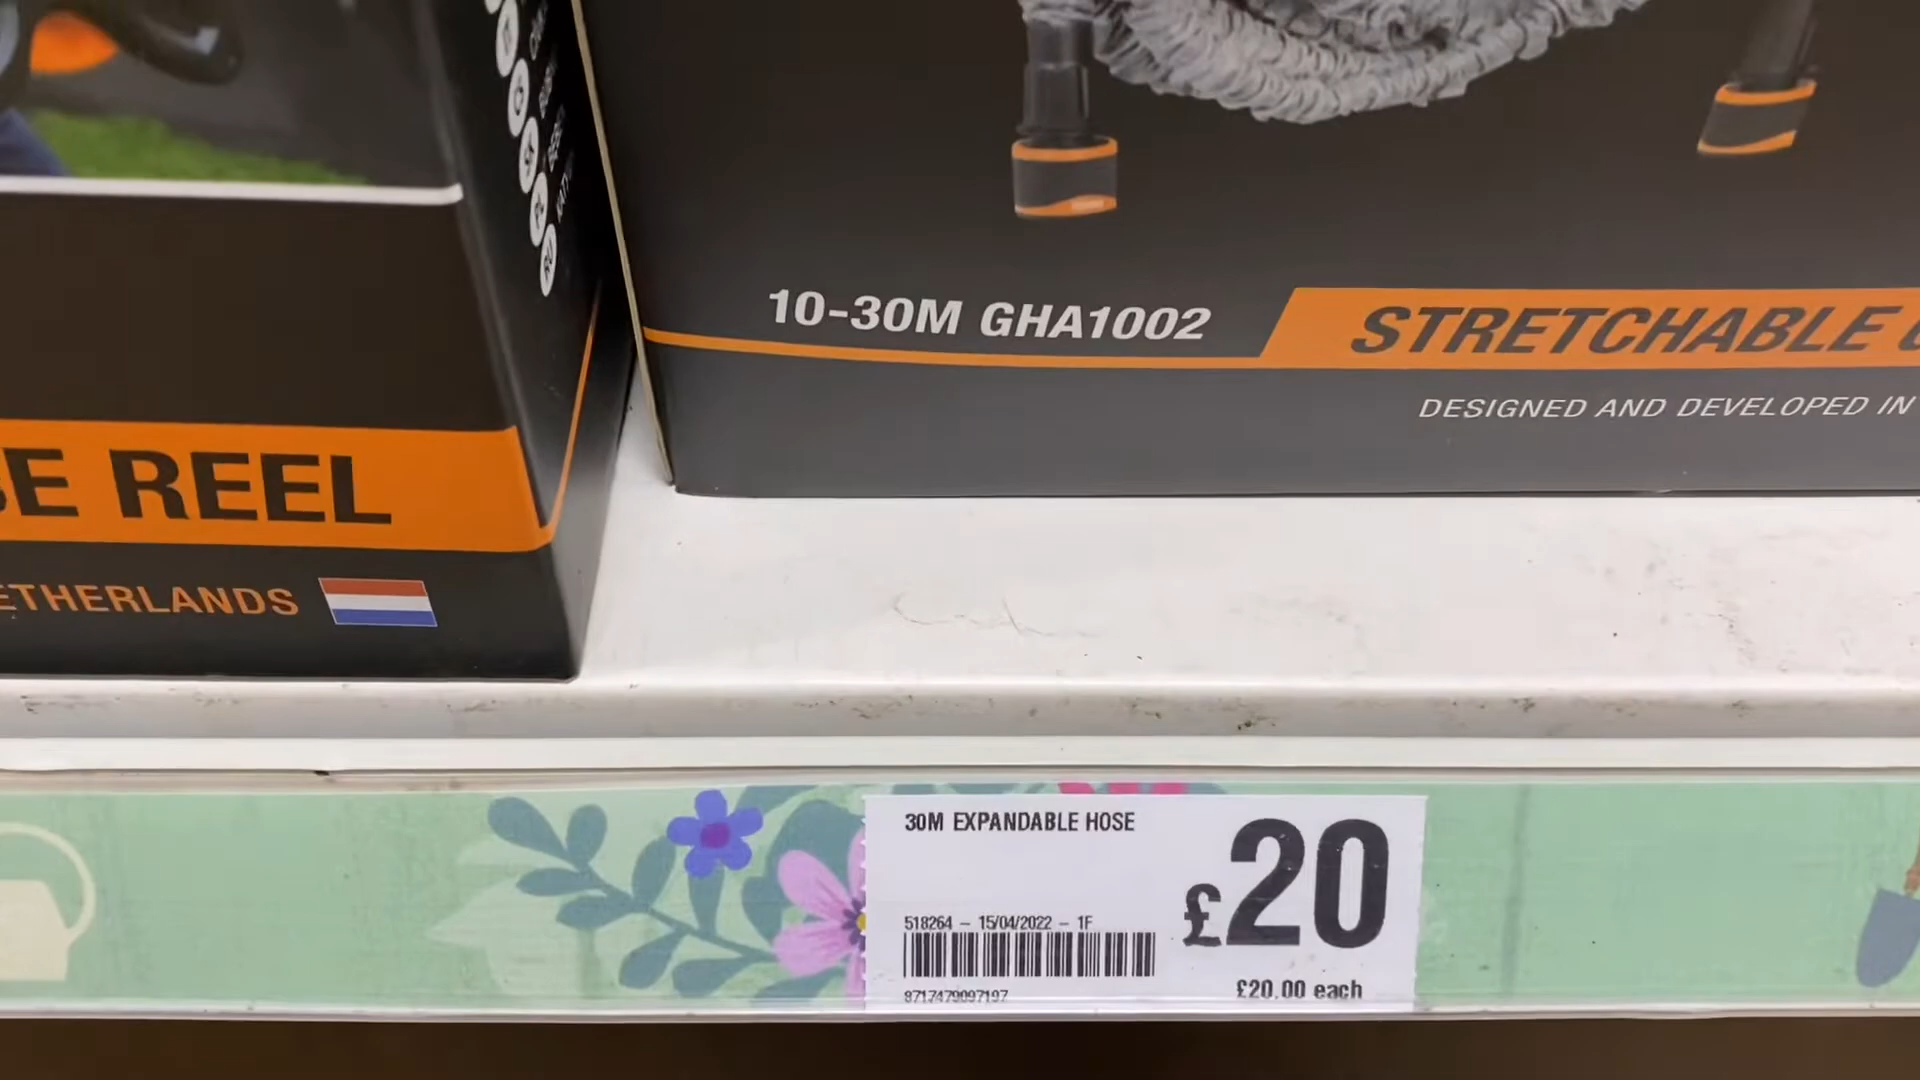 10-30M GHA1002
STRETCHABLE
DESIGNED AND DEVELOPED IN
REEL
30M EXPANDABLE HOSE
£20
518264 - 15/04/2022 - 1F
8717479097197
£20.00 each